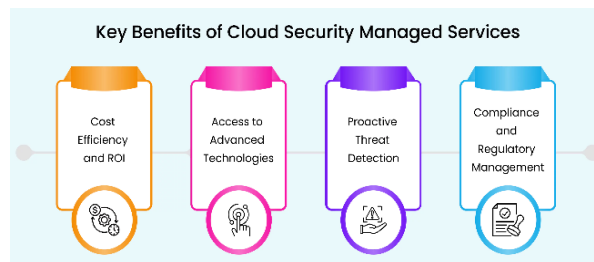 Key Benefits of Cloud Security Managed Services
Cost
Efficiency
and ROI
Access to
Advanced
Technologies
Proactive
Threat
Detection
Compliance
and
Regulatory
Management
$